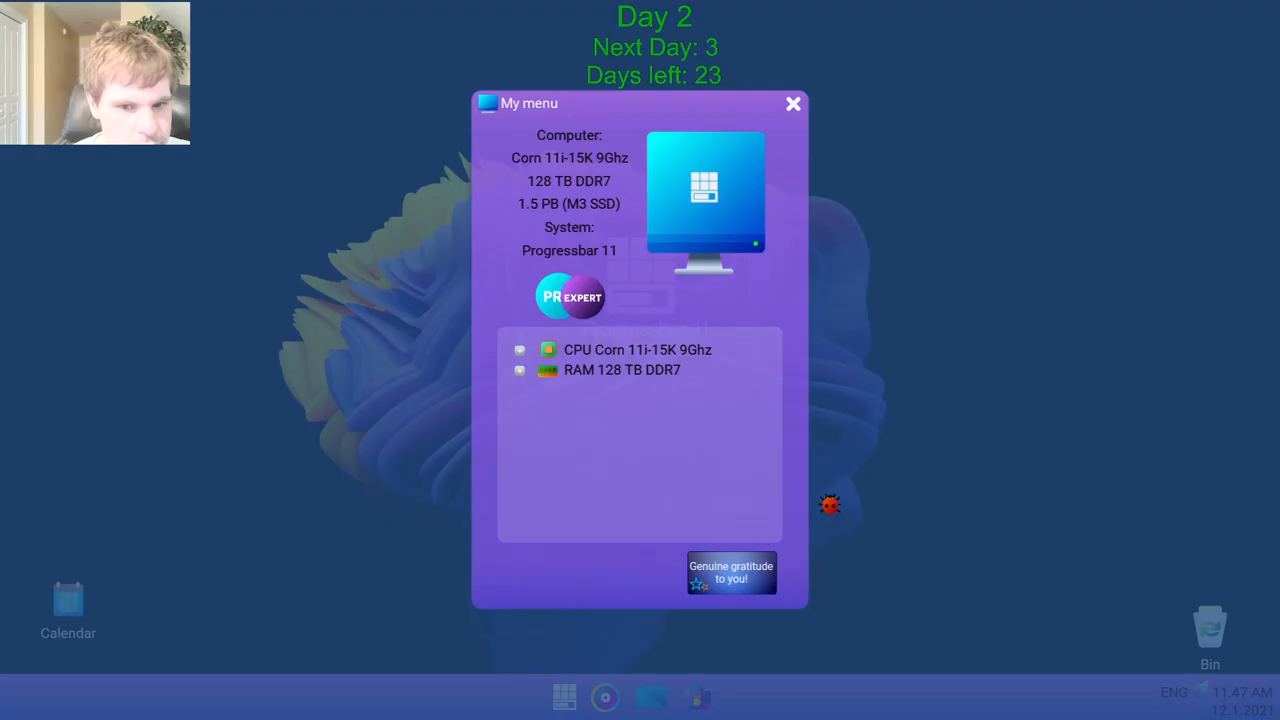 Day 2
Next Day: 3
Days left: 23
My menu
Computer:
Corn 11i-15K 9Ghz
128 TB DDR7
1.5 PB (M3 SSD)
System:
Progressbar 11
PR EXPERT
CPU Corn 11i-15K 9Ghz
RAM 128 TB DDR7
Genuine gratitude
to you!
Calendar
Bin
ENG 11:47 AM
12.1.2021